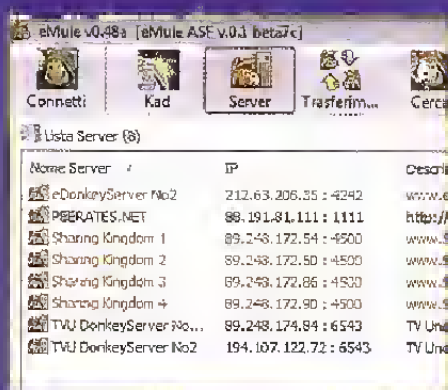 eMule v0.48a [eMule ASE v.0.1 beta7c]
Connetti Kad Server Trasferim... Cerca
Lista Server (8)
Nome Server IP Descri
eDonkeyServer No2 212.63.206.35 : 4242 www.e
PEERATES.NET 88.191.81.111 : 1111 http:/
Sharing Kingdom 1 89.248.172.54 : 4500 www.S
Sharing Kingdom 2 89.248.172.50 : 4500 www.S
Sharing Kingdom 3 89.248.172.86 : 4500 www.S
Sharing Kingdom 4 89.248.172.90 : 4500 www.S
TVU DonkeyServer No... 89.248.174.84 : 6543 TV Un
TVU DonkeyServer No2 194.107.122.72 : 6543 TV Un